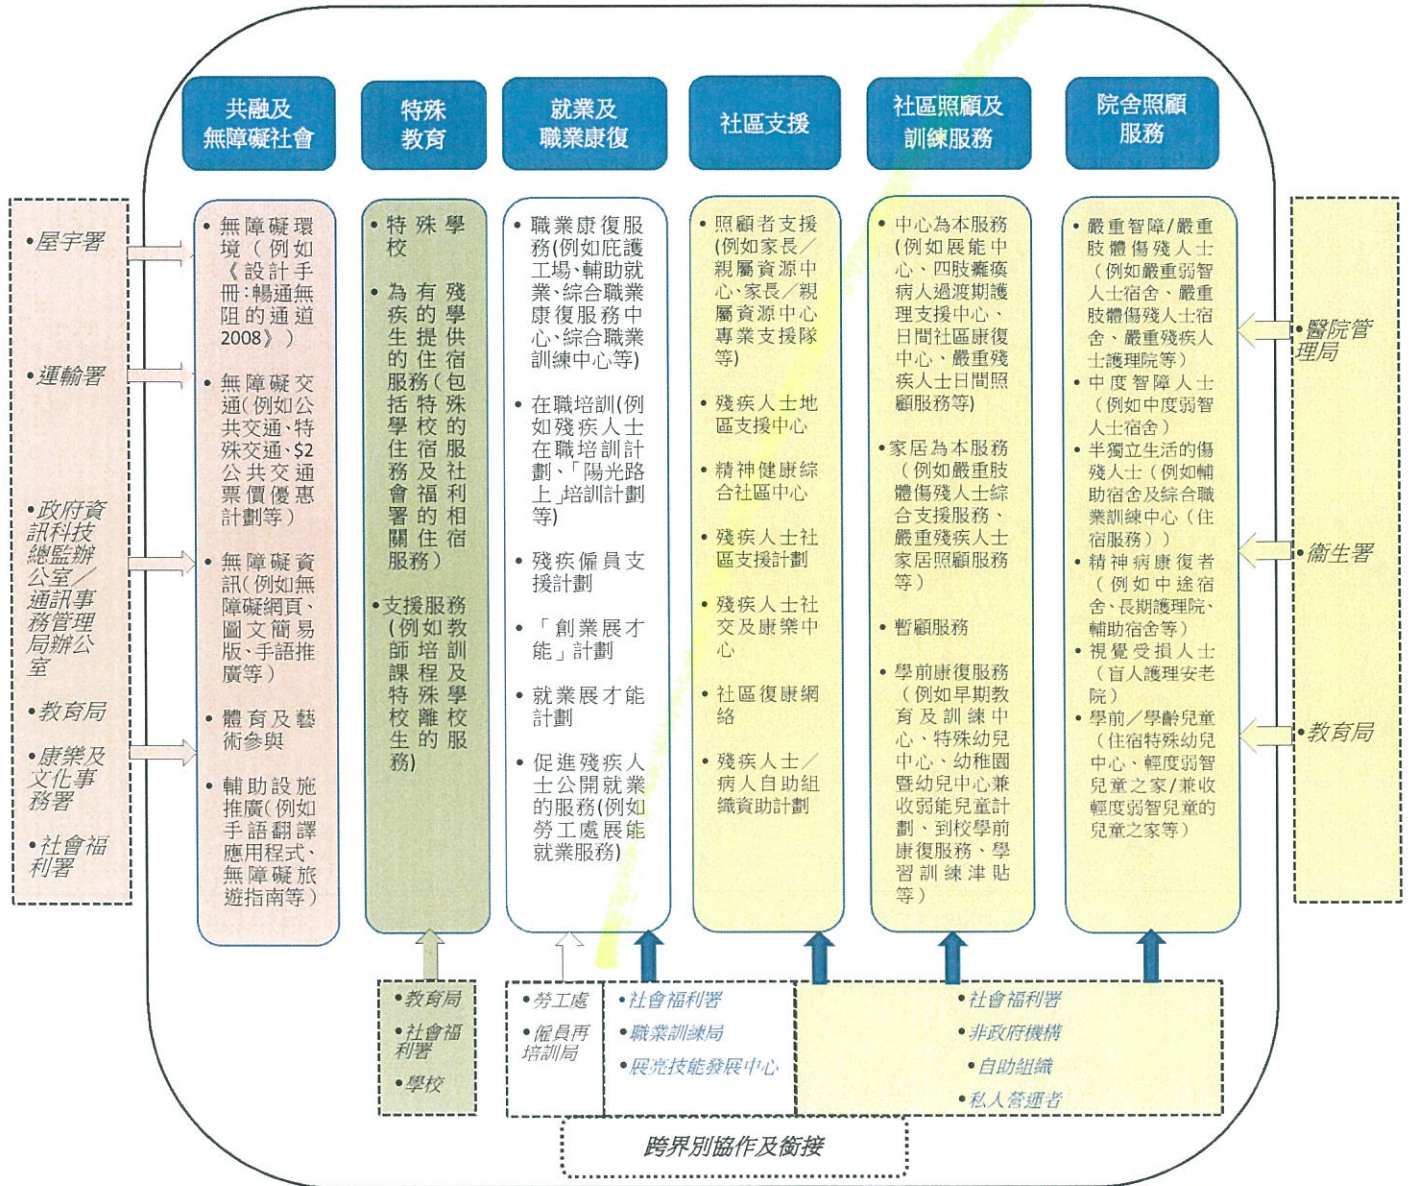 共融及
無障礙社會
特殊
教育
就業及
職業康復
社區支援
社區照顧及
訓練服務
院舍照顧
服務
•屋宇署
•運輸署
•政府資
訊科技
總監辦
公室／
通訊事
務管理
局辦公
室
•教育局
•康樂及
文化事
務署
•社會福
利署
• 無障礙環
境（例如
《設計手
冊：暢通無
阻的通道
2008》）
• 無障礙交
通(例如公
共交通、特
殊交通、$2
公共交通
票價優惠
計劃等）
• 無障礙資
訊(例如無
障礙網頁、
圖文簡易
版、手語推
廣等）
• 體育及藝
術參與
• 輔助設施
推廣(例如
手語翻譯
應用程式、
無障礙旅
遊指南等）
• 特殊學
校
• 為有殘
疾的學
生提供
的住宿
服務(包
括特殊
學校的
住宿服
務及社
會福利
署的相
關住宿
服務）
•支援服務
(例如教
師培訓
課程及
特殊學
校離校
生的服
務)
• 職業康復服
務(例如庇護
工場、輔助就
業、綜合職業
康復服務中
心、綜合職業
訓練中心等)
• 在職培訓(例
如殘疾人士
在職培訓計
劃、「陽光路
上」培訓計劃
等)
• 殘疾僱員支
援計劃
• 「創業展才
能」計劃
• 就業展才能
計劃
• 促進殘疾人
士公開就業
的服務(例如
勞工處展能
就業服務)
• 照顧者支援
(例如家長／
親屬資源中
心、家長／親
屬資源中心
專業支援隊
等)
• 殘疾人士地
區支援中心
• 精神健康綜
合社區中心
• 殘疾人士社
區支援計劃
• 殘疾人士社
交及康樂中
心
• 社區復康網
絡
• 殘疾人士／
病人自助組
織資助計劃
• 中心為本服務
(例如展能中
心、四肢癱瘓
病人過渡期護
理支援中心、
日間社區康復
中心、嚴重殘
疾人士日間照
顧服務等)
•家居為本服務
（例如嚴重肢
體傷殘人士綜
合支援服務、
嚴重殘疾人士
家居照顧服務
等）
• 暫顧服務
• 學前康復服務
（例如早期教
育及訓練中
心、特殊幼兒
中心、幼稚園
暨幼兒中心兼
收弱能兒童計
劃、到校學前
康復服務、學
習訓練津貼
等）
• 嚴重智障/嚴重
肢體傷殘人士
（例如嚴重弱智
人士宿舍、嚴重
肢體傷殘人士宿
舍、嚴重殘疾人
士護理院等）
• 中度智障人士
（例如中度弱智
人士宿舍）
• 半獨立生活的傷
殘人士（例如輔
助宿舍及綜合職
業訓練中心（住
宿服務））
• 精神病康復者
（例如中途宿
舍、長期護理院、
輔助宿舍等）
• 視覺受損人士
（盲人護理安老
院）
• 學前／學齡兒童
（住宿特殊幼兒
中心、輕度弱智
兒童之家/兼收
輕度弱智兒童的
兒童之家等）
•醫院管
理局
•衞生署
•教育局
•教育局
•社會福
利署
•學校
•勞工處
•僱員再
培訓局
•社會福利署
•職業訓練局
•展亮技能發展中心
•社會福利署
•非政府機構
•自助組織
•私人營運者
跨界別協作及銜接